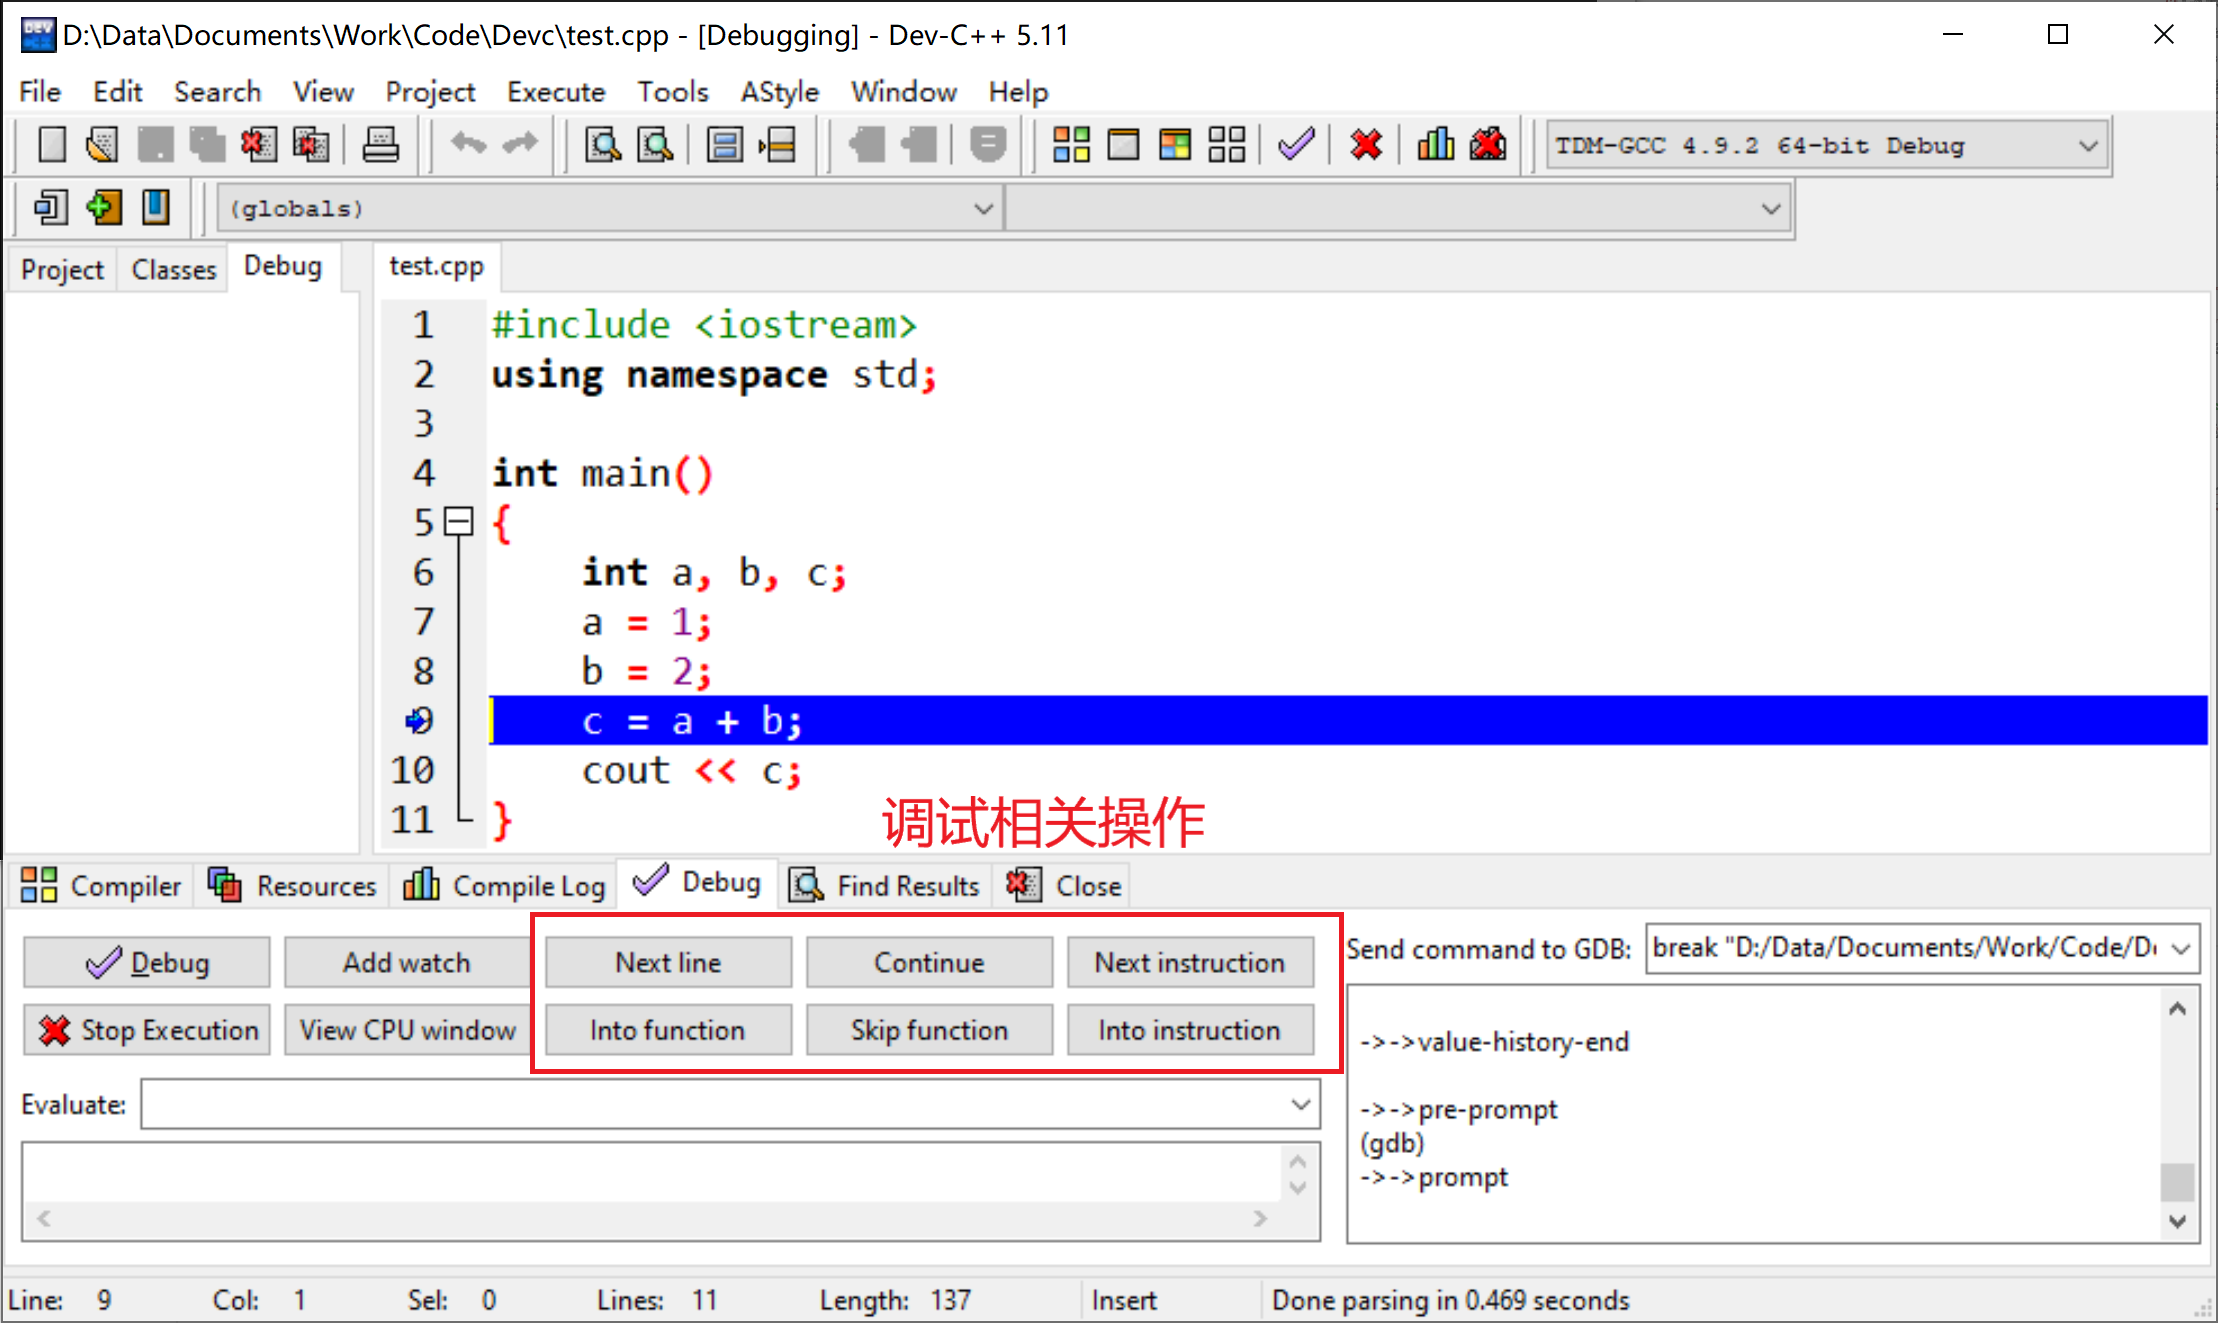 D:\Data\Documents\Work\Code\Devc\test.cpp - [Debugging] - Dev-C++ 5.11
File Edit Search View Project Execute Tools AStyle Window Help
TDM-GCC 4.9.2 64-bit Debug
(globals)
Project Classes Debug test.cpp
1 #include <iostream>
2 using namespace std;
3
4 int main()
5 {
6 int a, b, c;
7 a = 1;
8 b = 2;
9 c = a + b;
10 cout << c;
11 }
调试相关操作
Compiler Resources Compile Log Debug Find Results Close
Debug Add watch Next line Continue Next instruction
Stop Execution View CPU window Into function Skip function Into instruction
Evaluate:
Send command to GDB: break "D:/Data/Documents/Work/Code/De
->->value-history-end
->->pre-prompt
(gdb)
->->prompt
Line: 9 Col: 1 Sel: 0 Lines: 11 Length: 137 Insert Done parsing in 0.469 seconds